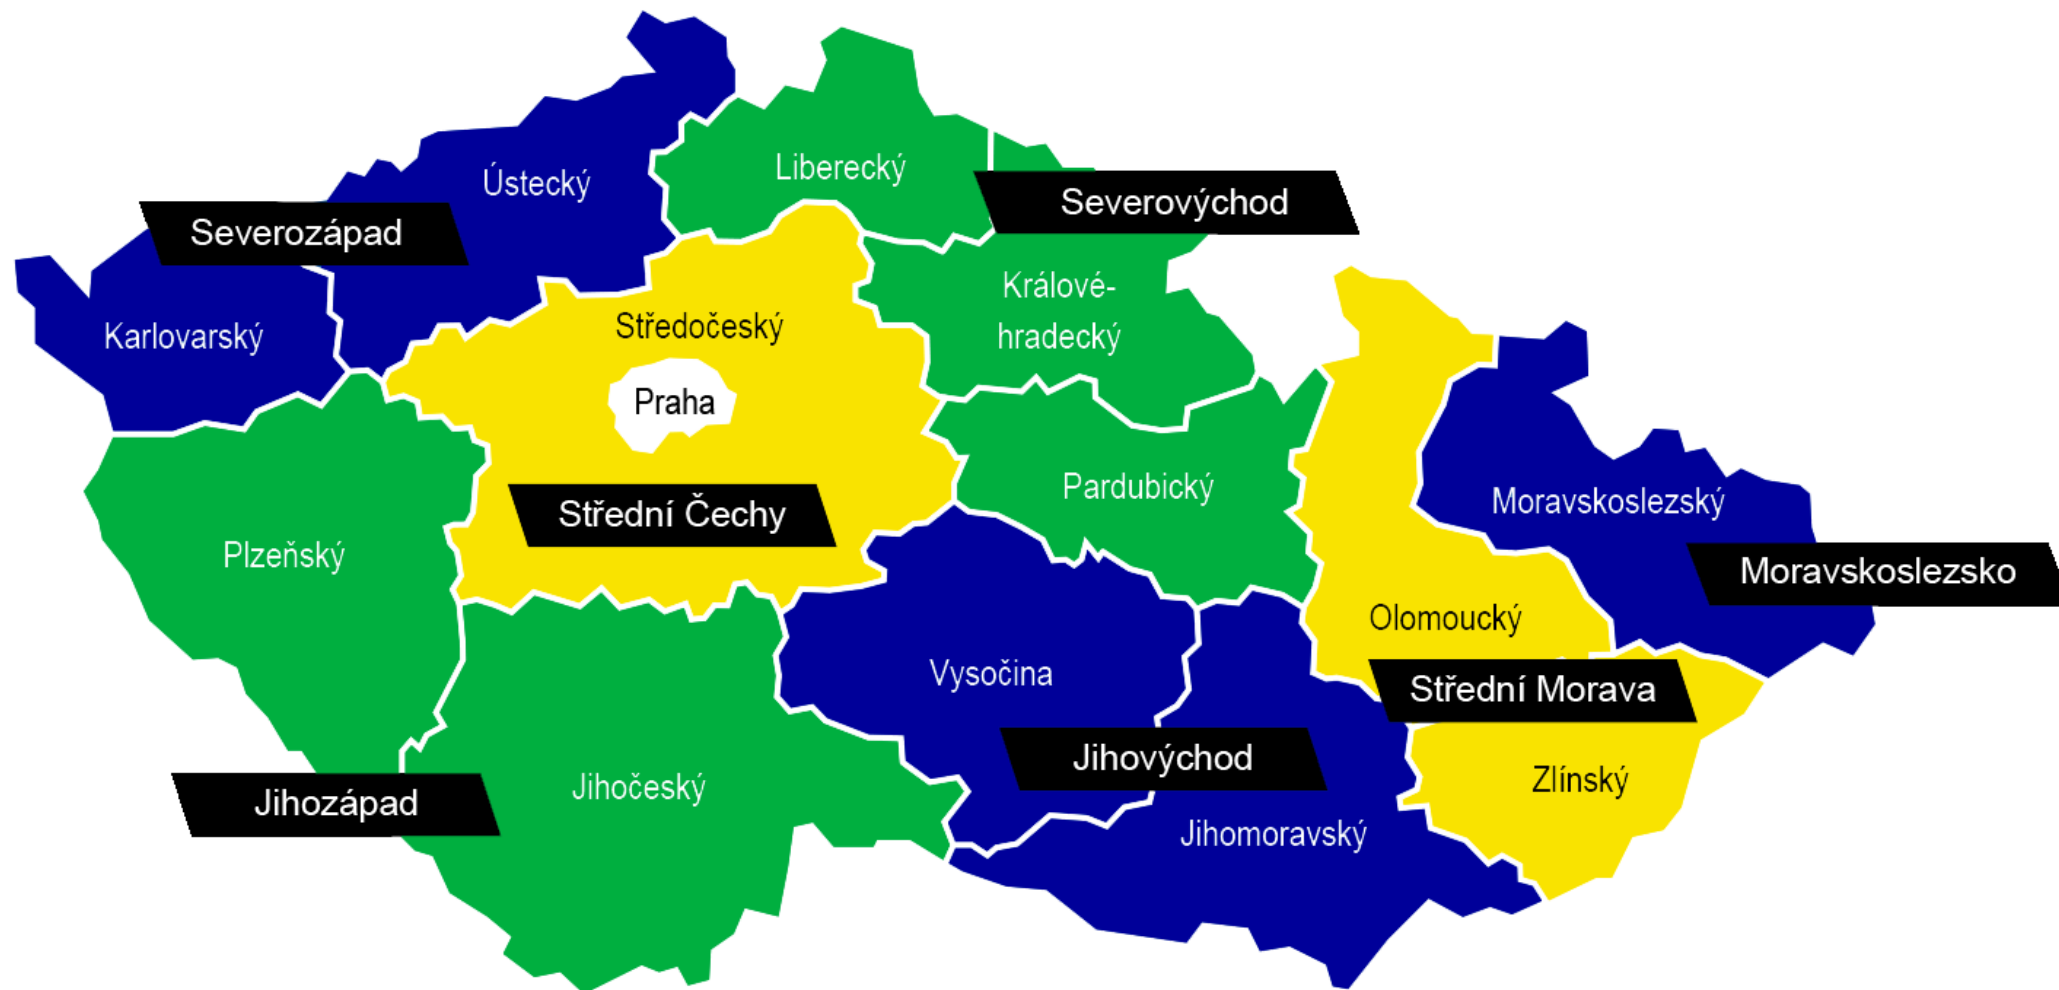 Ústecký
Liberecký
Severovýchod
Severozápad
Králové-
hradecký
Karlovarský
Středočeský
Praha
Pardubický
Moravskoslezský
Střední Čechy
Plzeňský
Moravskoslezsko
Olomoucký
Vysočina
Střední Morava
Jihovýchod
Jihočeský
Zlínský
Jihozápad
Jihomoravský